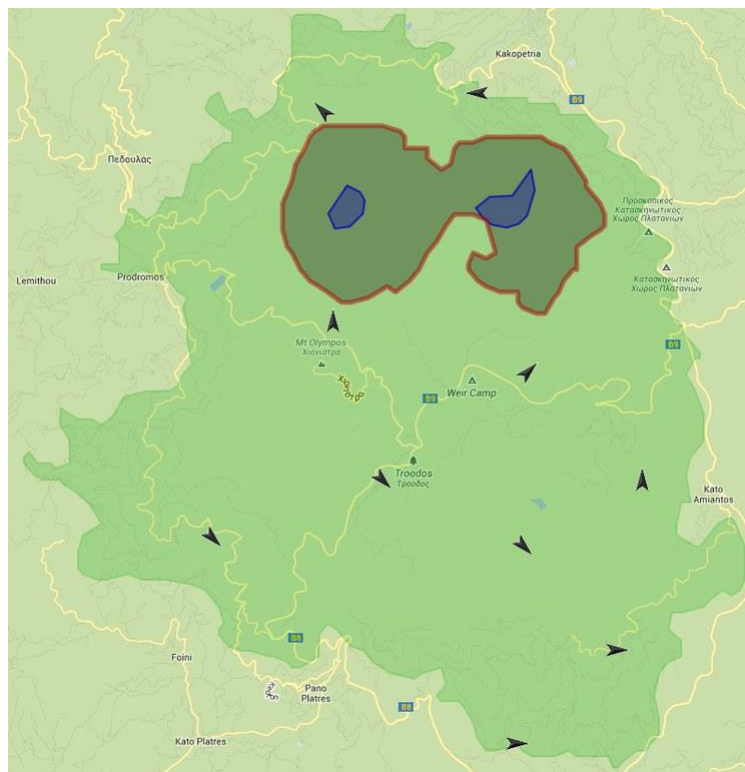 Kakopetria
B9
Πεδουλάς
Προσκοπικος
Κατασκηνωτικός
Χώρος Πλατανιών
Prodromos
Lemithou
Κατασκηνωτικός
Χώρος Πλατανιών
Mt Olympos
Χιονίστρα
B9
B9
Weir Camp
Troodos
Τρόοδος
Kato
Amiantos
B8
Foini
Pano
Platres
B8
Kato Platres